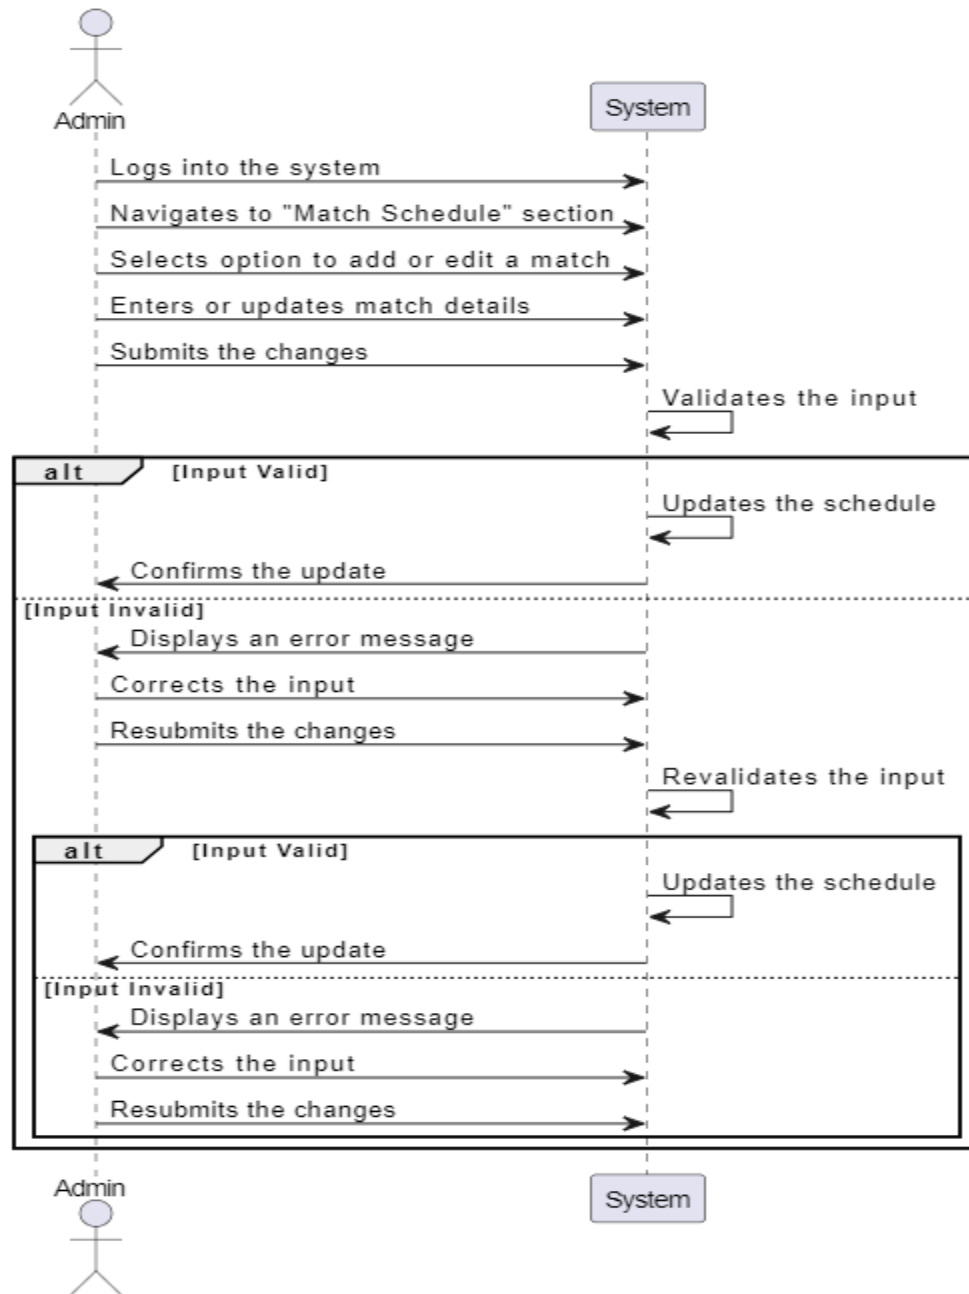 Admin
System
Logs into the system
Navigates to "Match Schedule" section
Selects option to add or edit a match
Enters or updates match details
Submits the changes
Validates the input
alt [Input Valid]
Updates the schedule
Confirms the update
[Input Invalid]
Displays an error message
Corrects the input
Resubmits the changes
Revalidates the input
alt [Input Valid]
Updates the schedule
Confirms the update
[Input Invalid]
Displays an error message
Corrects the input
Resubmits the changes
Admin
System